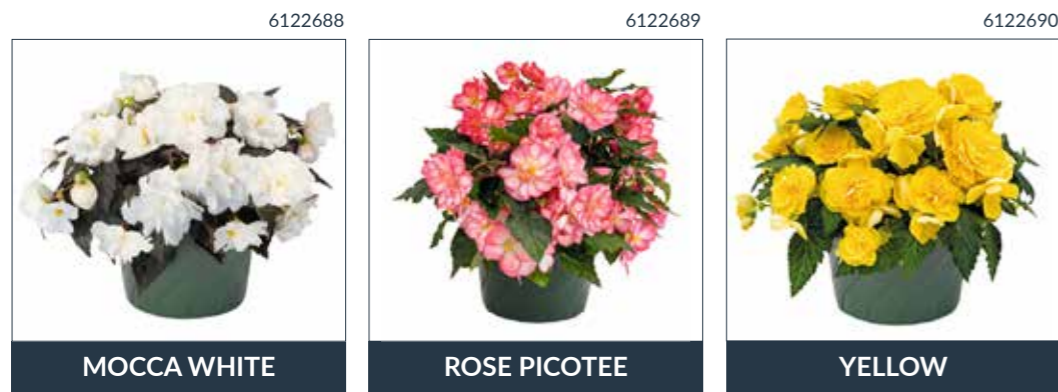 6122688
6122689
6122690
MOCCA WHITE
ROSE PICOTEE
YELLOW